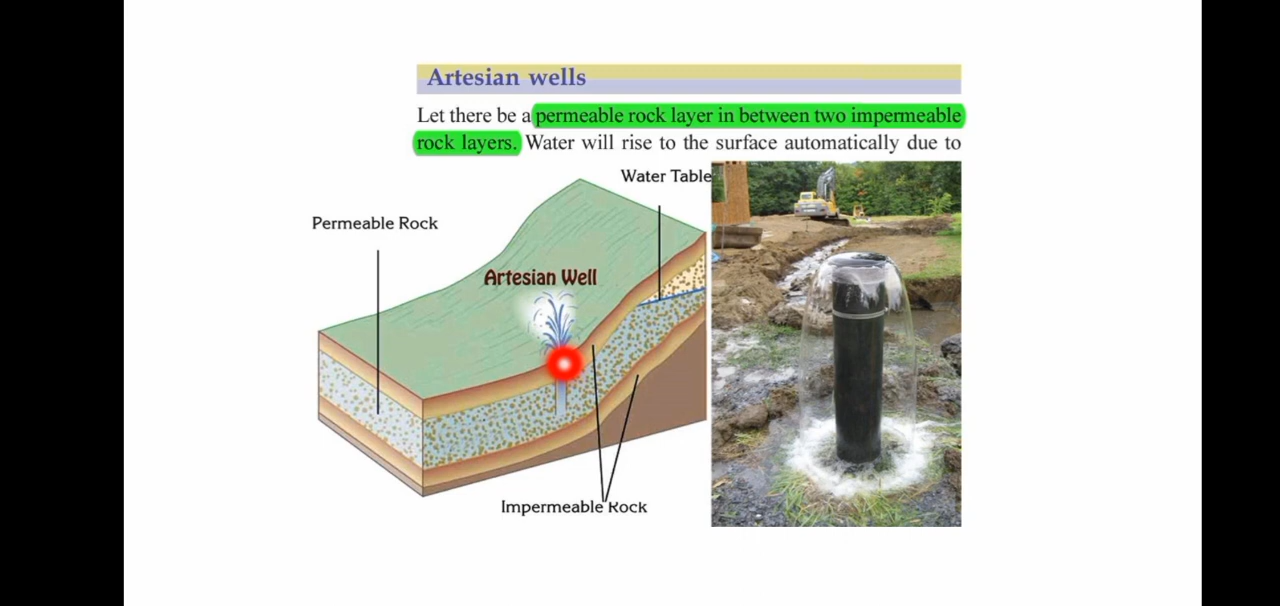 Artesian wells
Let there be a permeable rock layer in between two impermeable
rock layers. Water will rise to the surface automatically due to
Water Table
Permeable Rock
Artesian Well
Impermeable Rock